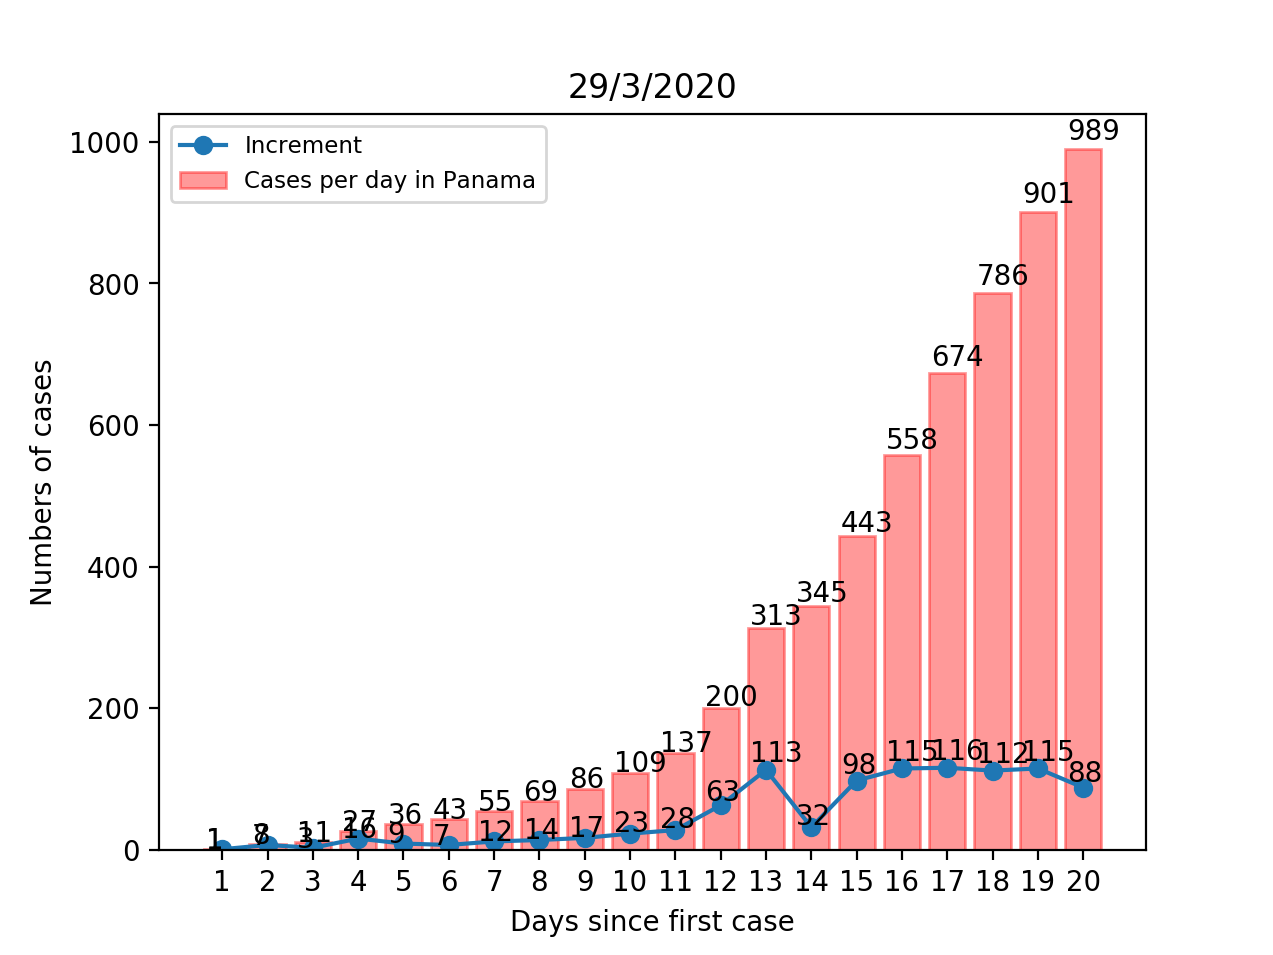 29/3/2020
Increment
Cases per day in Panama
Numbers of cases
1000
800
600
400
200
0
1 8 11 27 36 43 55 69 86 109 137 200 313 345 443 558 674 786 901 989
1 7 3 16 9 7 12 14 17 23 28 63 113 32 98 115 116 112 115 88
1 2 3 4 5 6 7 8 9 10 11 12 13 14 15 16 17 18 19 20
Days since first case